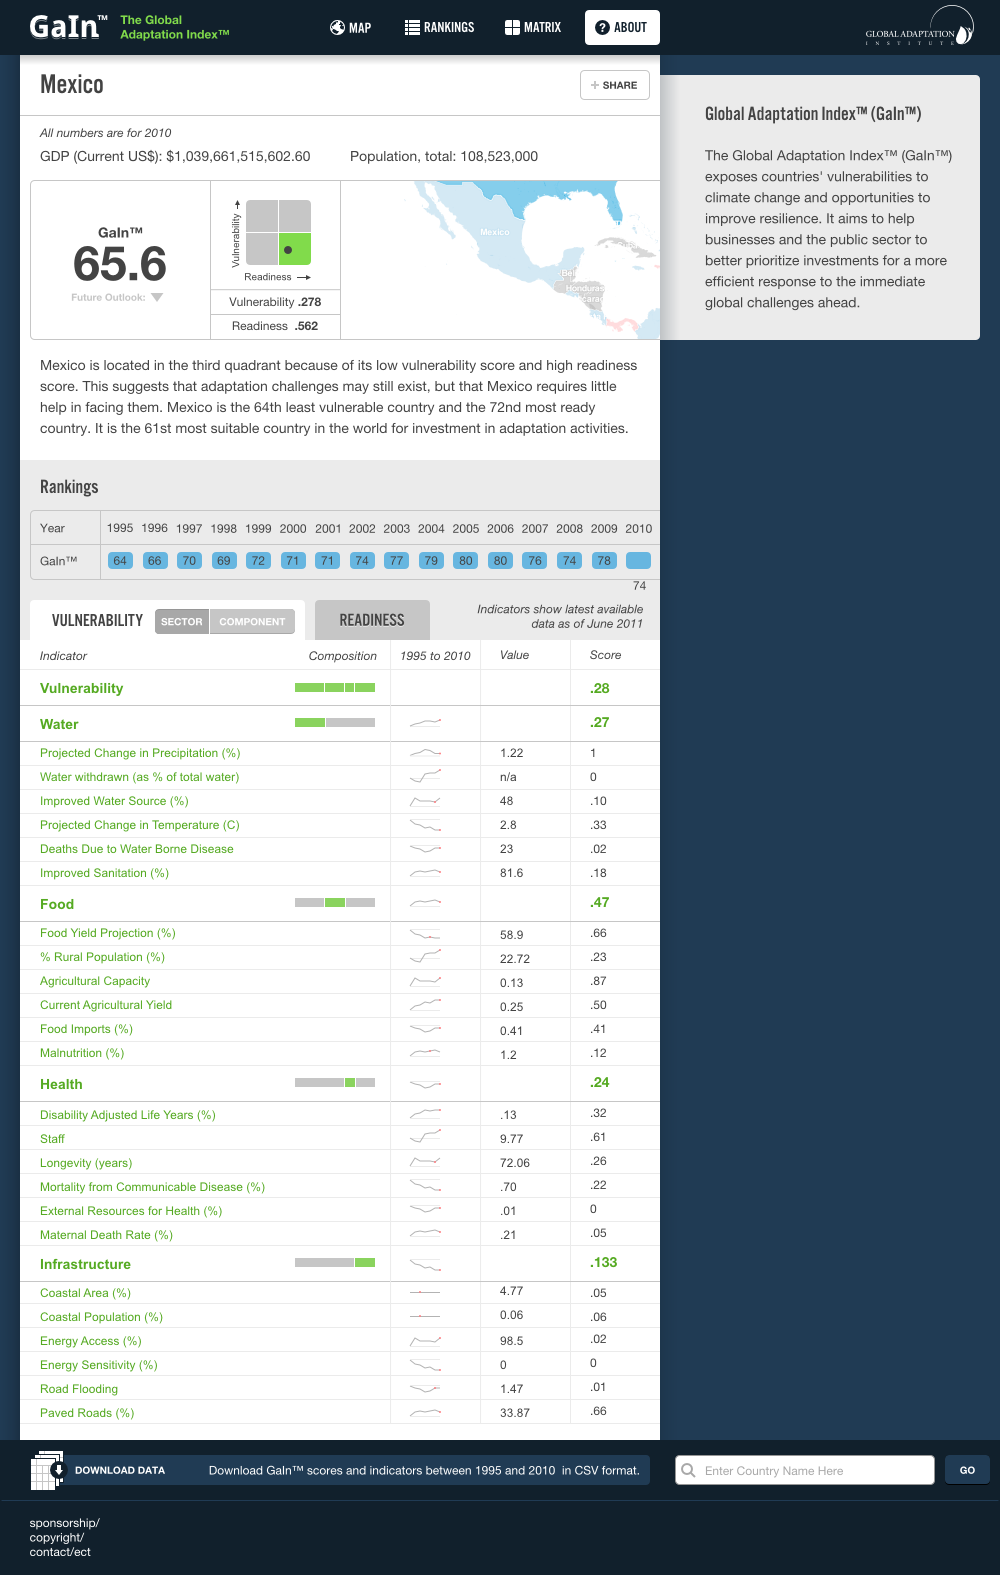 GaIn™
The Global
Adaptation Index™
MAP
RANKINGS
MATRIX
? ABOUT
GLOBAL ADAPTATION
INSTITUTE
Mexico
+ SHARE
All numbers are for 2010
GDP (Current US$): $1,039,661,515,602.60 Population, total: 108,523,000
GaIn™
65.6
Future Outlook:
Vulnerability
Readiness
Vulnerability .278
Readiness .562
Mexico
Honduras
Global Adaptation Index™ (GaIn™)
The Global Adaptation Index™ (GaIn™)
exposes countries' vulnerabilities to
climate change and opportunities to
improve resilience. It aims to help
businesses and the public sector to
better prioritize investments for a more
efficient response to the immediate
global challenges ahead.
Mexico is located in the third quadrant because of its low vulnerability score and high readiness
score. This suggests that adaptation challenges may still exist, but that Mexico requires little
help in facing them. Mexico is the 64th least vulnerable country and the 72nd most ready
country. It is the 61st most suitable country in the world for investment in adaptation activities.
Rankings
Year 1995 1996 1997 1998 1999 2000 2001 2002 2003 2004 2005 2006 2007 2008 2009 2010
GaIn™ 64 66 70 69 72 71 71 74 77 79 80 80 76 74 78
74
VULNERABILITY SECTOR COMPONENT READINESS
Indicators show latest available
data as of June 2011
Indicator Composition 1995 to 2010 Value Score
Vulnerability .28
Water .27
Projected Change in Precipitation (%) 1.22 1
Water withdrawn (as % of total water) n/a 0
Improved Water Source (%) 48 .10
Projected Change in Temperature (C) 2.8 .33
Deaths Due to Water Borne Disease 23 .02
Improved Sanitation (%) 81.6 .18
Food .47
Food Yield Projection (%) 58.9 .66
% Rural Population (%) 22.72 .23
Agricultural Capacity 0.13 .87
Current Agricultural Yield 0.25 .50
Food Imports (%) 0.41 .41
Malnutrition (%) 1.2 .12
Health .24
Disability Adjusted Life Years (%) .13 .32
Staff 9.77 .61
Longevity (years) 72.06 .26
Mortality from Communicable Disease (%) .70 .22
External Resources for Health (%) .01 0
Maternal Death Rate (%) .21 .05
Infrastructure .133
Coastal Area (%) 4.77 .05
Coastal Population (%) 0.06 .06
Energy Access (%) 98.5 .02
Energy Sensitivity (%) 0 0
Road Flooding 1.47 .01
Paved Roads (%) 33.87 .66
DOWNLOAD DATA Download GaIn™ scores and indicators between 1995 and 2010 in CSV format.
Enter Country Name Here
GO
sponsorship/
copyright/
contact/ect